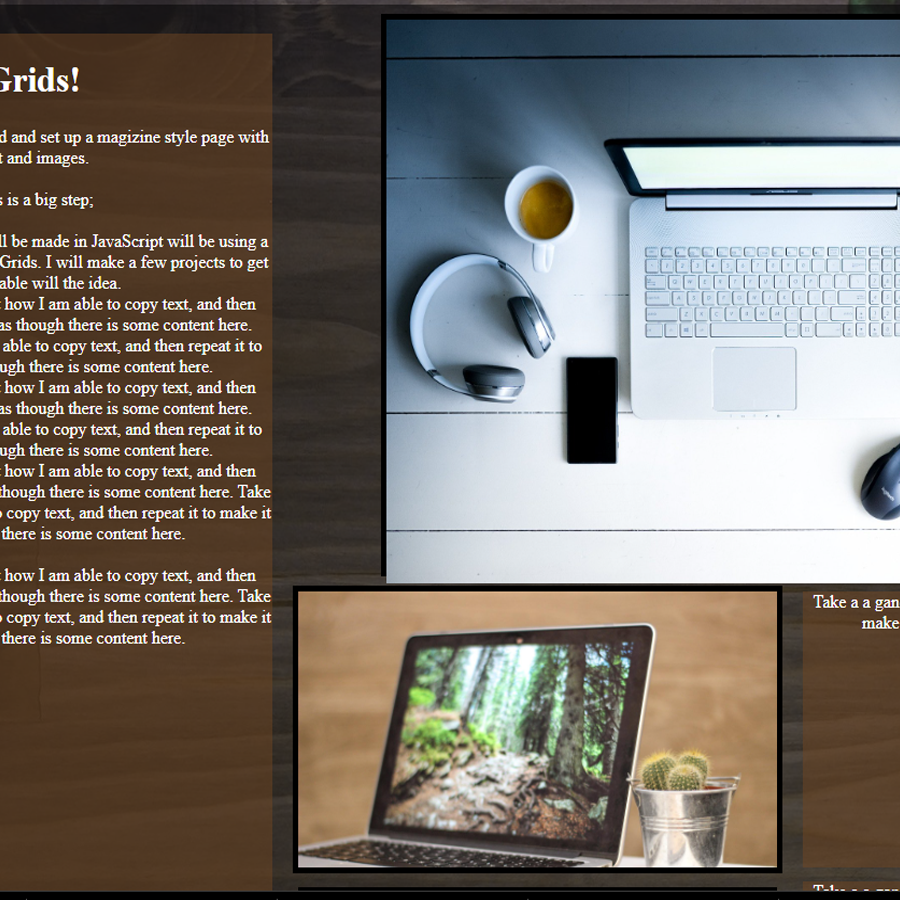 Grids!
d and set up a magizine style page with
t and images.
s is a big step;
ll be made in JavaScript will be using a
Grids. I will make a few projects to get
able will the idea.
t how I am able to copy text, and then
as though there is some content here.
able to copy text, and then repeat it to
ugh there is some content here.
t how I am able to copy text, and then
as though there is some content here.
able to copy text, and then repeat it to
ugh there is some content here.
t how I am able to copy text, and then
though there is some content here. Take
o copy text, and then repeat it to make it
there is some content here.
t how I am able to copy text, and then
though there is some content here. Take
o copy text, and then repeat it to make it
there is some content here.
Take a a gan
make